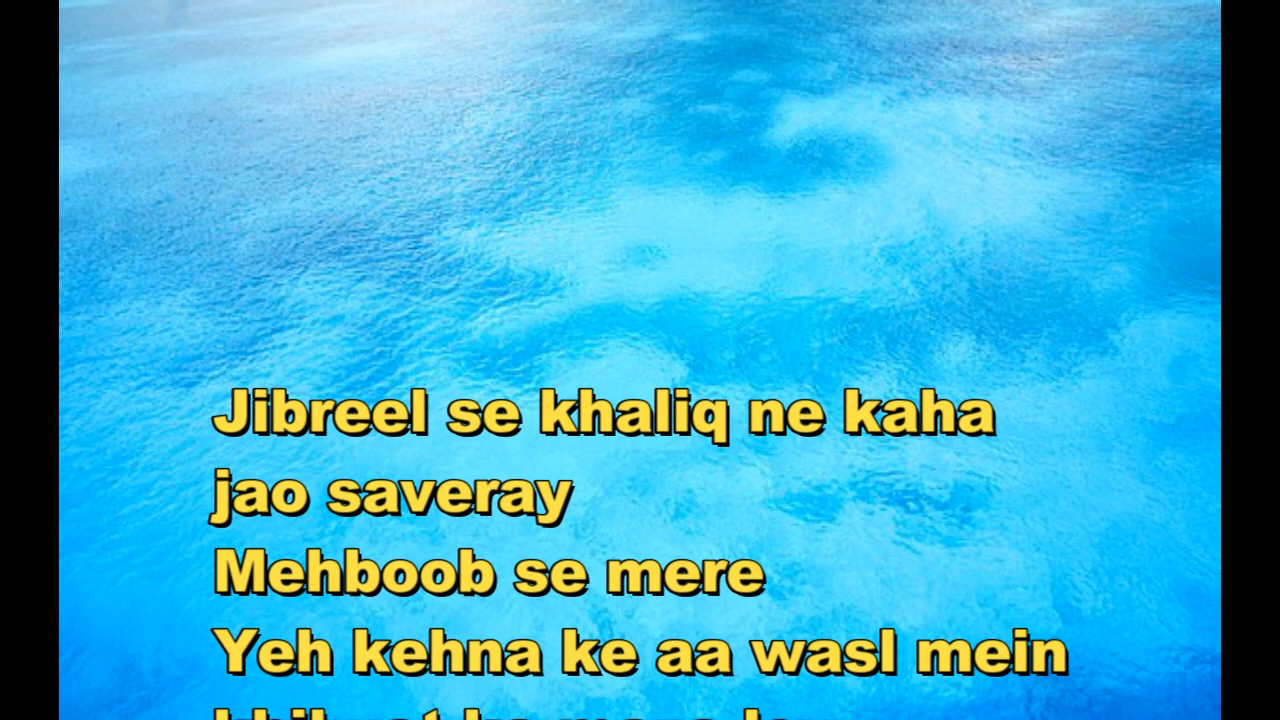 Jibreel se khaliq ne kaha
jao saveray
Mehboob se mere
Yeh kehna ke aa wasl mein